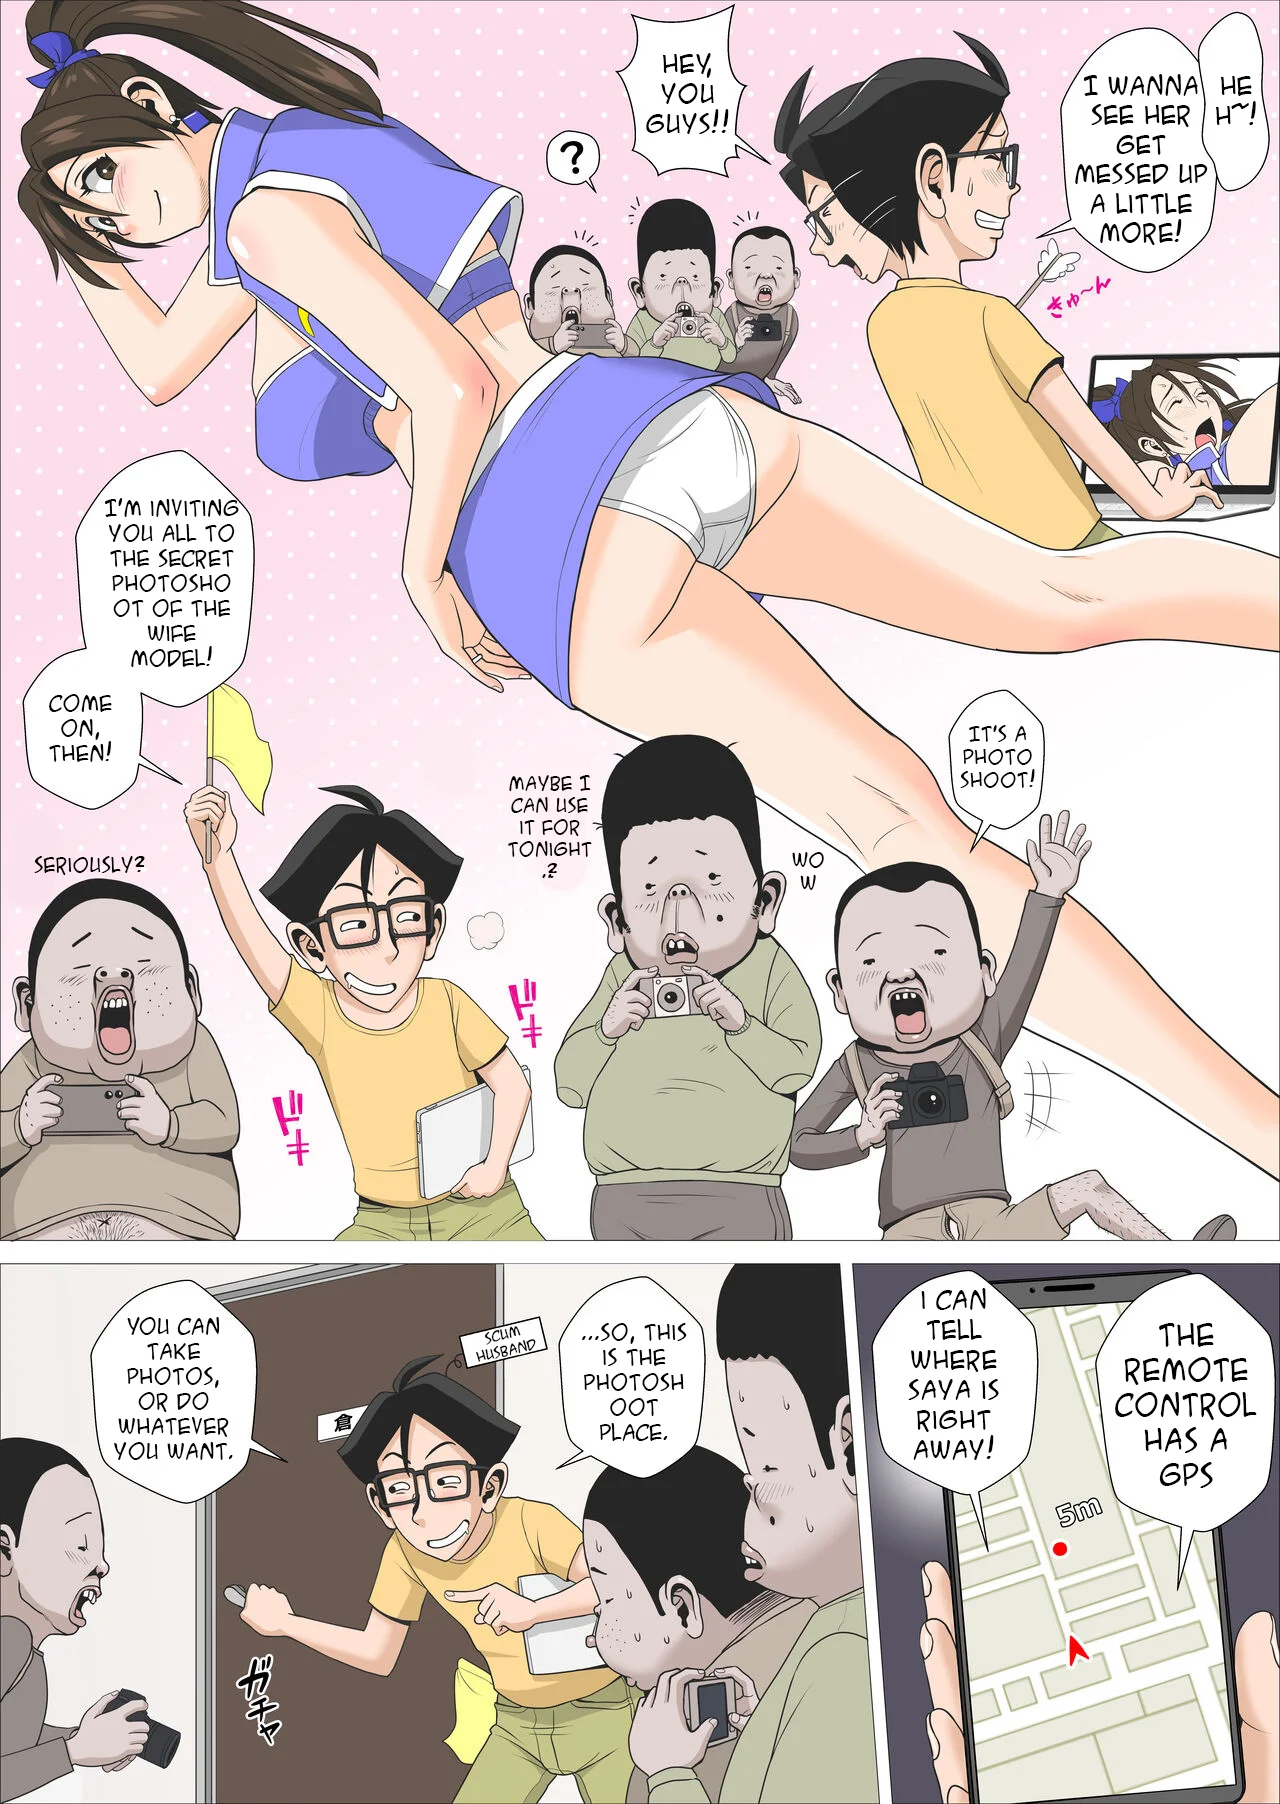 HE
H~!
I WANNA
SEE HER
GET
MESSED UP
A LITTLE
MORE!
HEY,
YOU
GUYS!!
?
きゅ〜ん
I'M INVITING
YOU ALL TO
THE SECRET
PHOTOSHO
OT OF THE
WIFE
MODEL!
COME
ON,
THEN!
IT'S A
PHOTO
SHOOT!
MAYBE I
CAN USE
IT FOR
TONIGHT
.?
WO
W
SERIOUSLY?
ドキ
ドキ
THE
REMOTE
CONTROL
HAS A
GPS
I CAN
TELL
WHERE
SAYA IS
RIGHT
AWAY!
5m
...SO, THIS
IS THE
PHOTOSH
OOT
PLACE.
SCUM
HUSBAND
倉
YOU CAN
TAKE
PHOTOS,
OR DO
WHATEVER
YOU WANT.
ガチャ